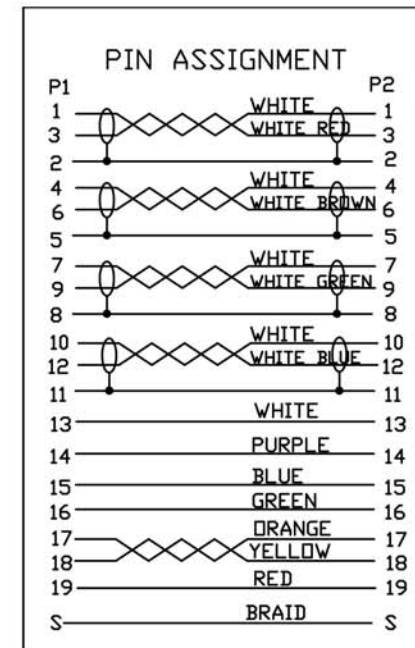 PIN ASSIGNMENT
P1 P2
1 WHITE 1
3 WHITE RED 3
2 2
4 WHITE 4
6 WHITE BROWN 6
5 5
7 WHITE 7
9 WHITE GREEN 9
8 8
10 WHITE 10
12 WHITE BLUE 12
11 11
13 WHITE 13
14 PURPLE 14
15 BLUE 15
16 GREEN 16
17 ORANGE 17
18 YELLOW 18
19 RED 19
S BRAID S